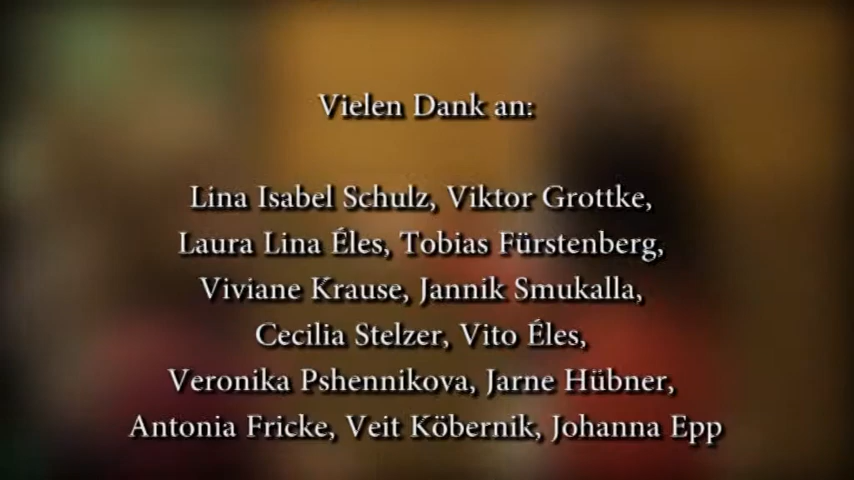 Vielen Dank an:
Lina Isabel Schulz, Viktor Grottke,
Laura Lina Éles, Tobias Fürstenberg,
Viviane Krause, Jannik Smukalla,
Cecilia Stelzer, Vito Éles,
Veronika Pshennikova, Jarne Hübner,
Antonia Fricke, Veit Köbernik, Johanna Epp